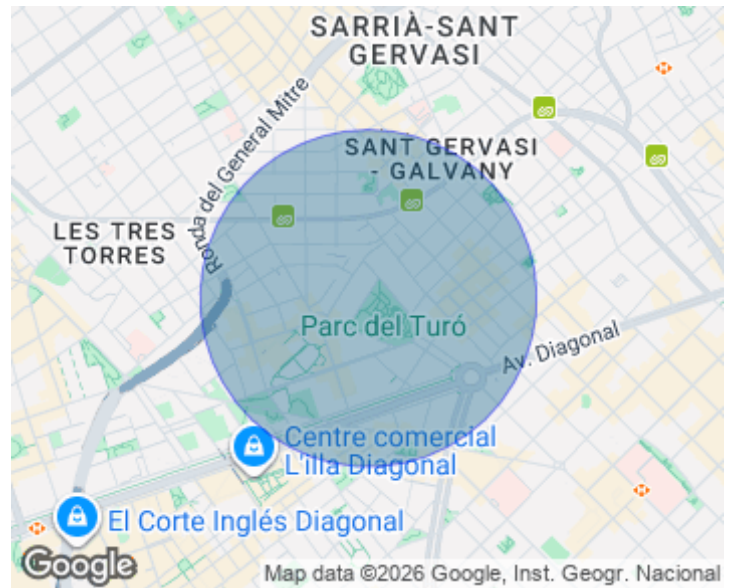 SARRIÀ-SANT
GERVASI
Ronda del General Mitre
SANT GERVASI
- GALVANY
LES TRES
TORRES
Parc del Turó
Av. Diagonal
Centre comercial
L'illa Diagonal
El Corte Inglés Diagonal
Google
Map data ©2026 Google, Inst. Geogr. Nacional